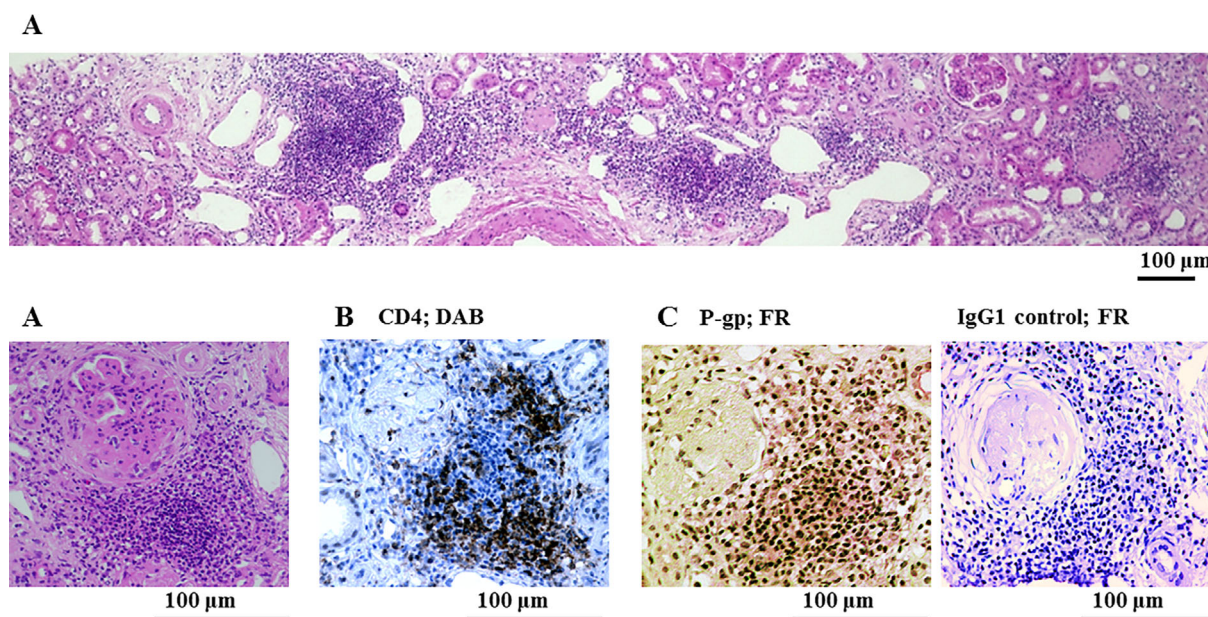 A
100 µm
A
B CD4; DAB
C P-gp; FR
IgG1 control; FR
100 µm
100 µm
100 µm
100 µm